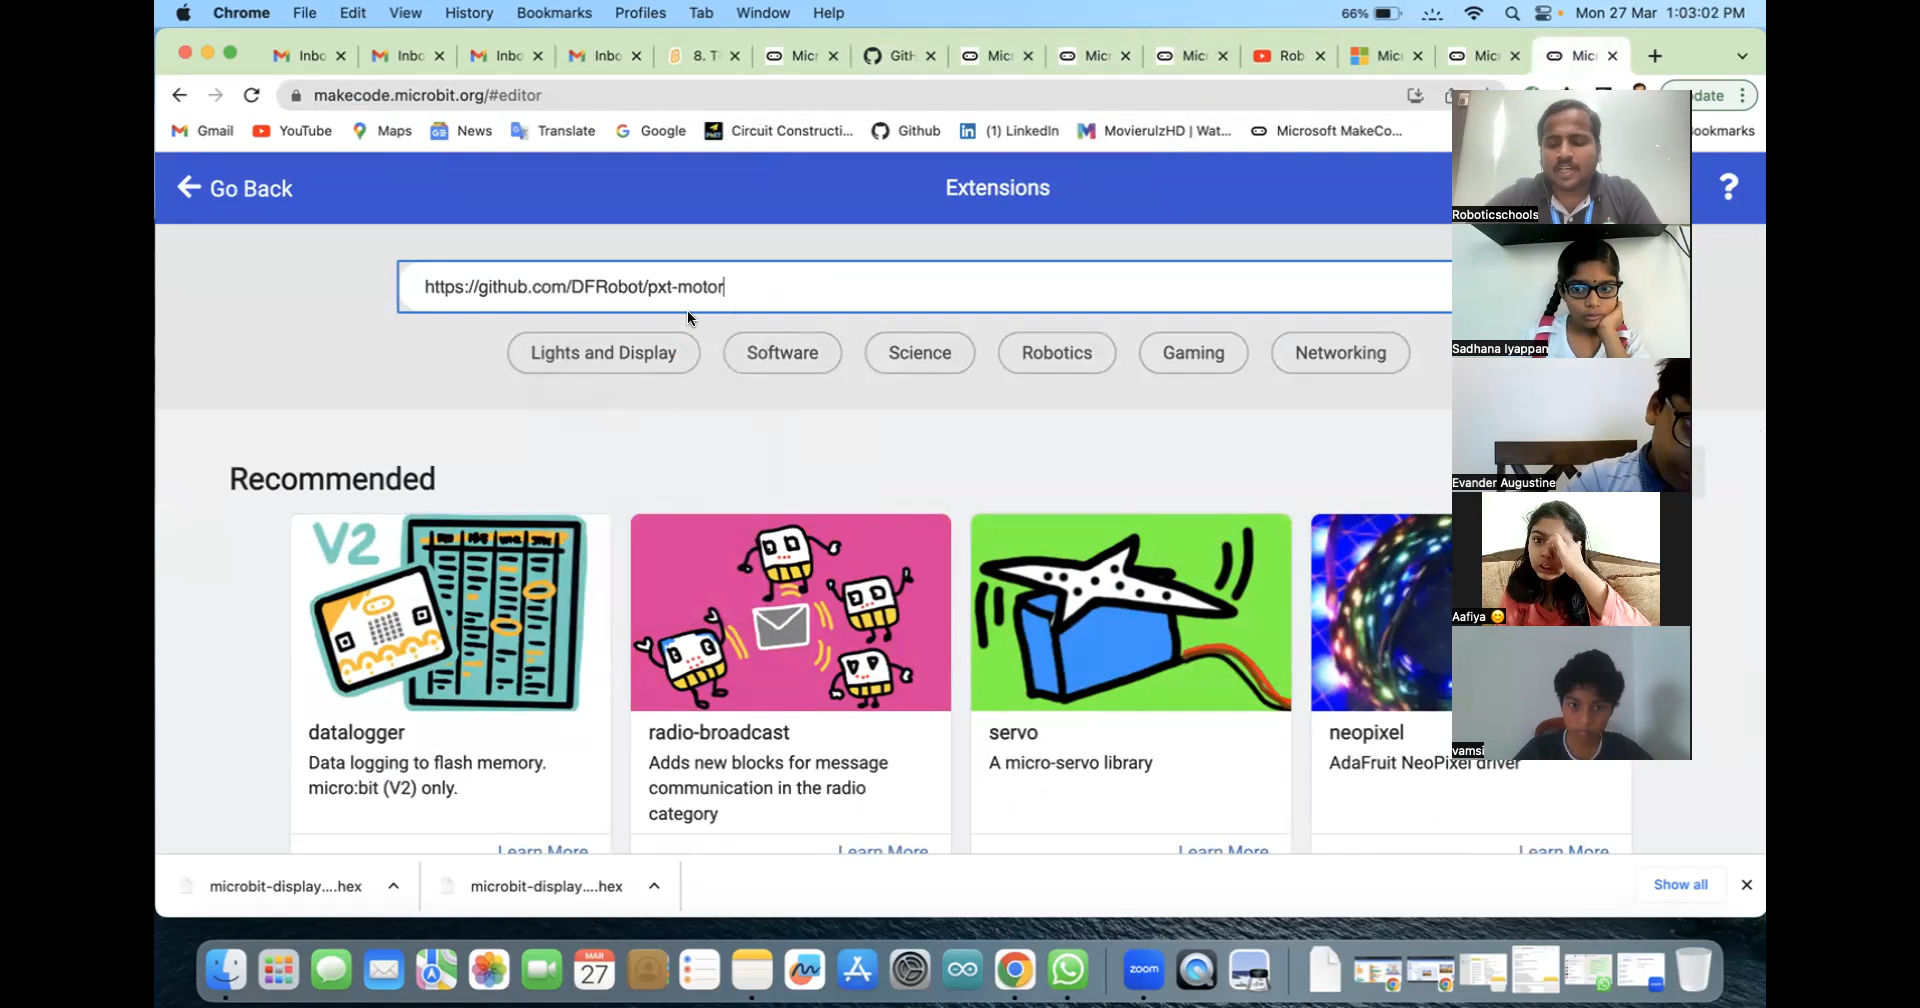 Chrome File Edit View History Bookmarks Profiles Tab Window Help 66% Mon 27 Mar 1:03:02 PM
Inbo Inbo Inbo Inbo 8. T Micr GitH Micr Micr Micr Rob Micr Micr Mic
makecode.microbit.org/#editor
date
Gmail YouTube Maps News Translate Google Circuit Constructi... Github (1) LinkedIn MovierulzHD | Wat... Microsoft MakeCo...
ookmarks
Go Back Extensions ?
https://github.com/DFRobot/pxt-motor
Lights and Display Software Science Robotics Gaming Networking
Recommended
V2
datalogger
Data logging to flash memory.
micro:bit (V2) only.
Learn More
radio-broadcast
Adds new blocks for message
communication in the radio
category
Learn More
servo
A micro-servo library
Learn More
neopixel
AdaFruit NeoPixel driver
Learn More
Roboticschools
Sadhana Iyappan
Evander Augustine
Aafiya 😊
vamsi
microbit-display....hex microbit-display....hex Show all
MAR
27
zoom